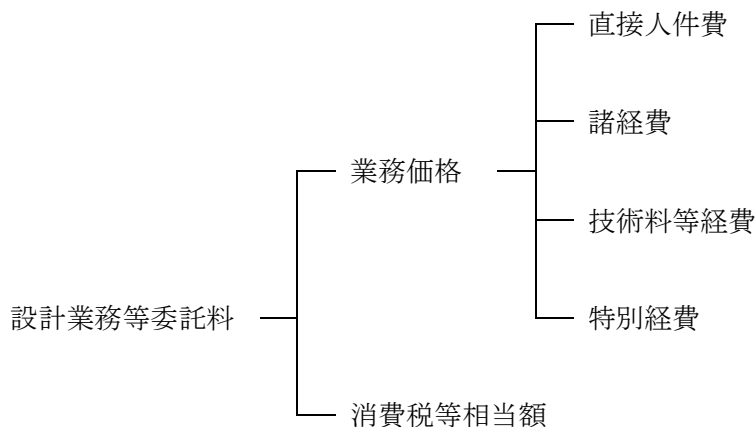 直接人件費
諸経費
業務価格
技術料等経費
設計業務等委託料
特別経費
消費税等相当額